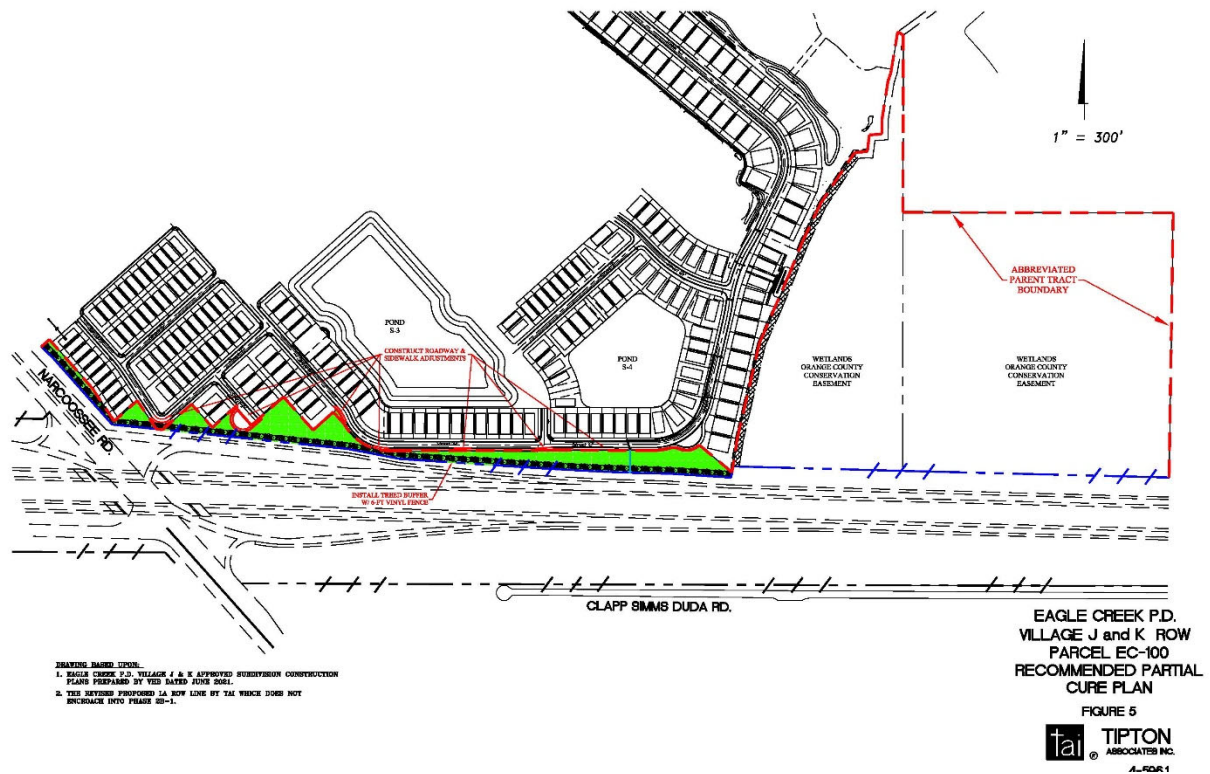 1" = 300'
ABBREVIATED
PARENT TRACT
BOUNDARY
POND
S-3
CONSTRUCT ROADWAY &
SIDEWALK ADJUSTMENTS
POND
S-4
WETLANDS
ORANGE COUNTY
CONSERVATION
EASEMENT
WETLANDS
ORANGE COUNTY
CONSERVATION
EASEMENT
NARCOOSSEE RD
INSTALL TREED BUFFER
W/ 6-FT VINYL FENCE
CLAPP SIMMS DUDA RD.
DRAWING BASED UPON:
1. EAGLE CREEK P.D. VILLAGE J & K APPROVED SUBDIVISION CONSTRUCTION
PLANS PREPARED BY VHB DATED JUNE 2021.
2. THE REVISED PROPOSED LA ROW LINE BY TAI WHICH DOES NOT
ENCROACH INTO PHASE 2B-1.
EAGLE CREEK P.D.
VILLAGE J and K ROW
PARCEL EC-100
RECOMMENDED PARTIAL
CURE PLAN
FIGURE 5
tai ® TIPTON
ASSOCIATES INC.
4-5961